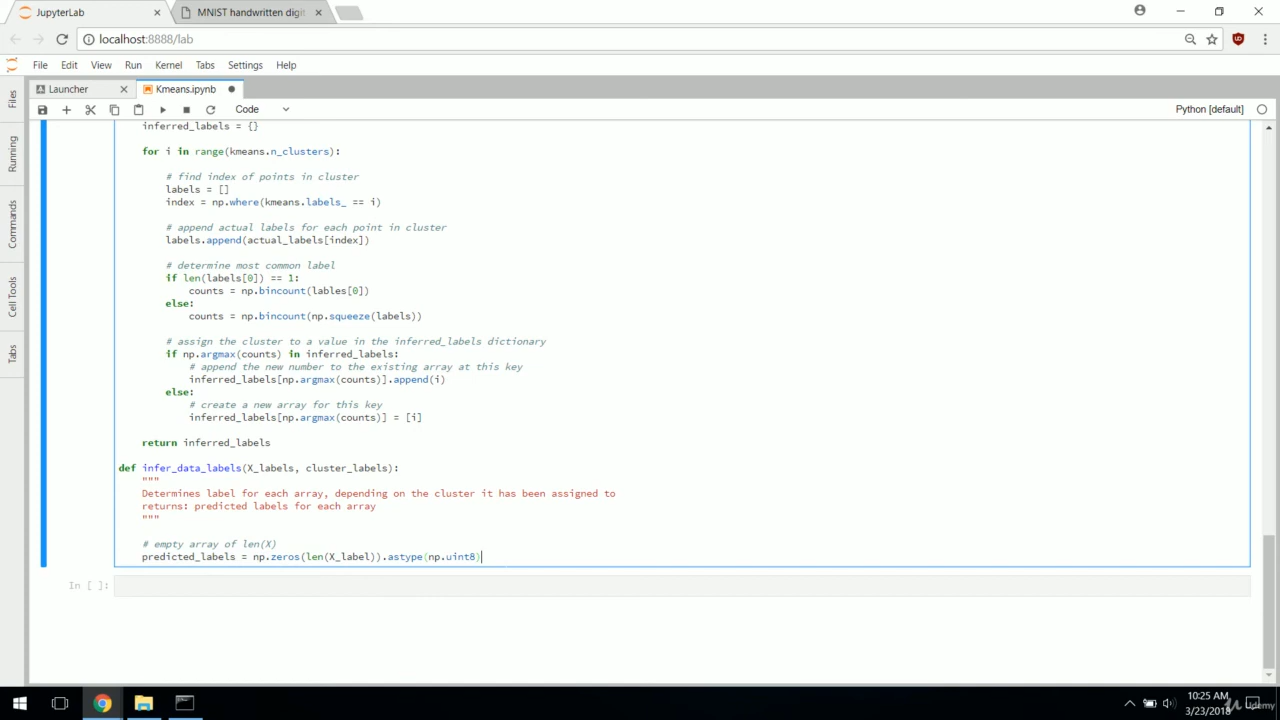 JupyterLab
MNIST handwritten digi
localhost:8888/lab
File Edit View Run Kernel Tabs Settings Help
Launcher
Kmeans.ipynb
Code
Python [default]
Files
Running
Commands
Cell Tools
Tabs
inferred_labels = {}
for i in range(kmeans.n_clusters):
# find index of points in cluster
labels = []
index = np.where(kmeans.labels_ == i)
# append actual labels for each point in cluster
labels.append(actual_labels[index])
# determine most common label
if len(labels[0]) == 1:
counts = np.bincount(lables[0])
else:
counts = np.bincount(np.squeeze(labels))
# assign the cluster to a value in the inferred_labels dictionary
if np.argmax(counts) in inferred_labels:
# append the new number to the existing array at this key
inferred_labels[np.argmax(counts)].append(i)
else:
# create a new array for this key
inferred_labels[np.argmax(counts)] = [i]
return inferred_labels
def infer_data_labels(X_labels, cluster_labels):
"""
Determines label for each array, depending on the cluster it has been assigned to
returns: predicted labels for each array
"""
# empty array of len(X)
predicted_labels = np.zeros(len(X_label)).astype(np.uint8)
In [ ]:
10:25 AM
3/23/2018
Udemy